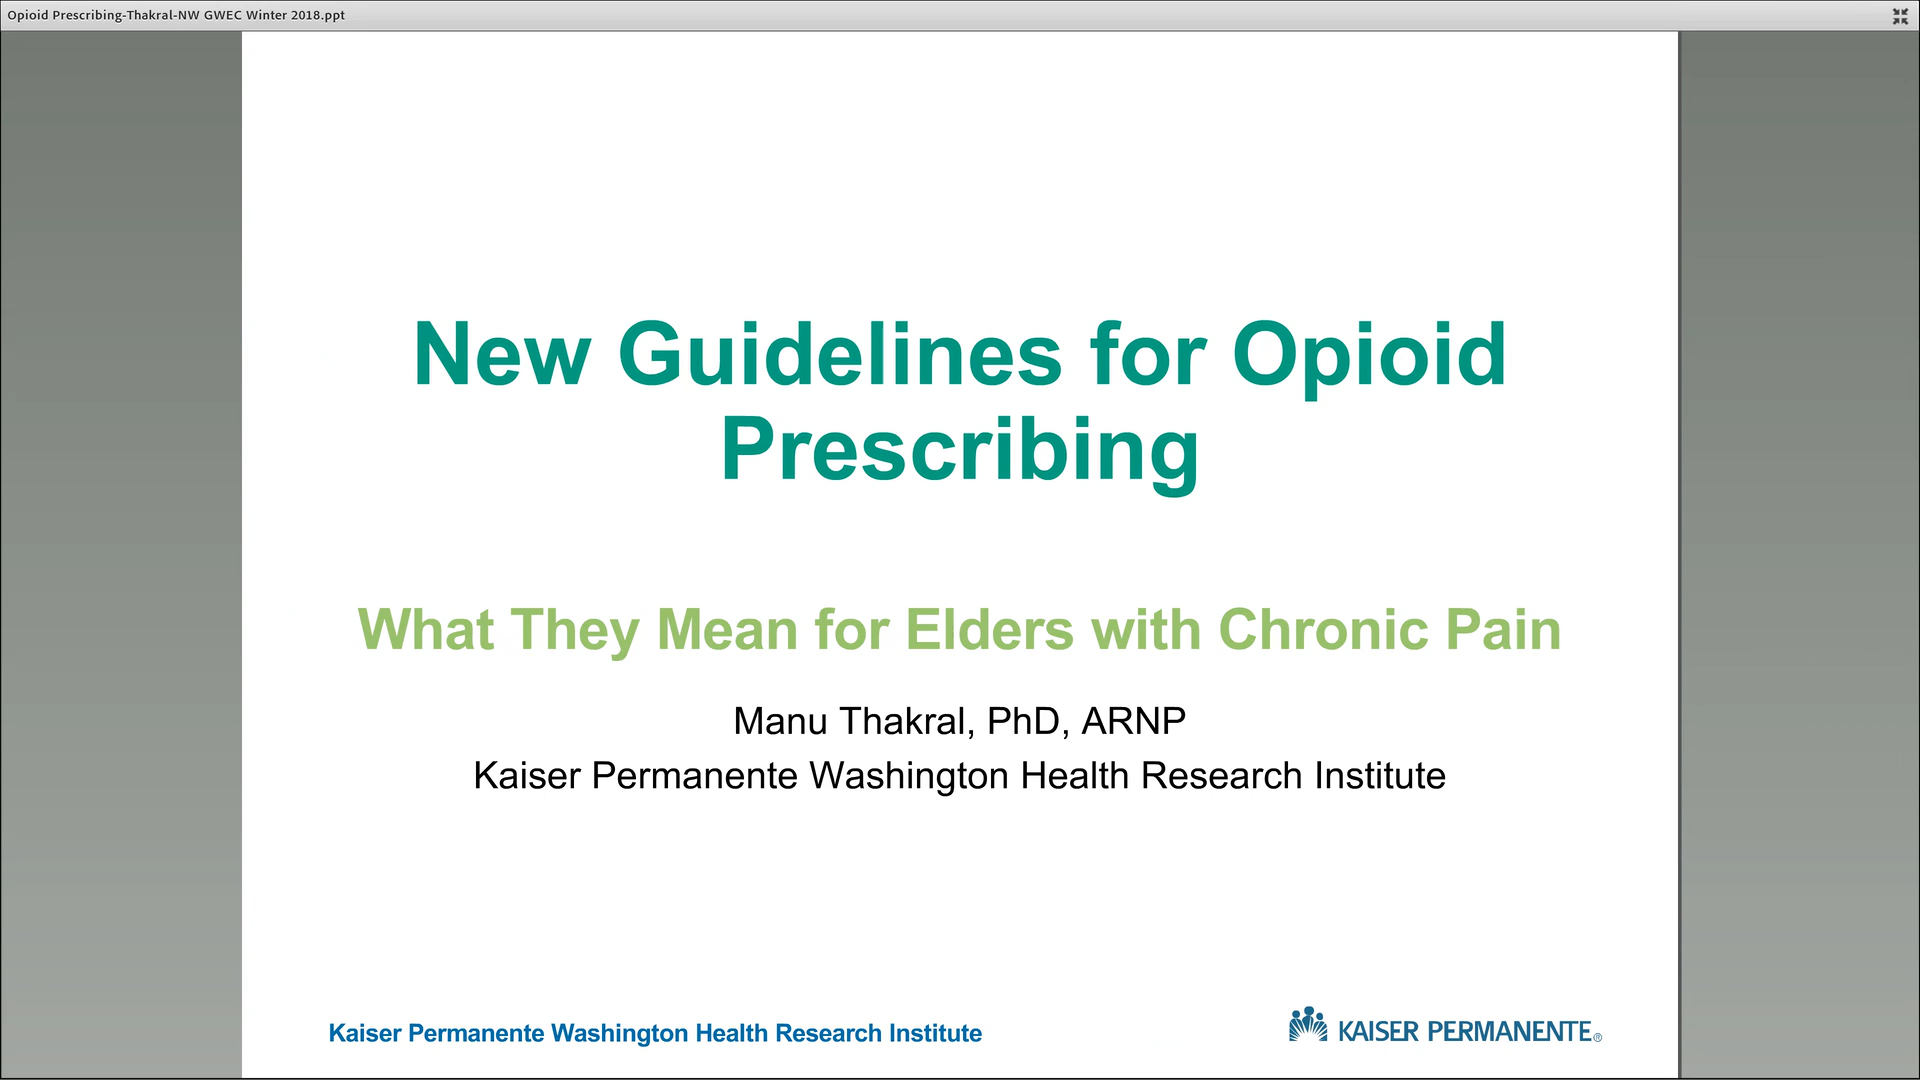 Opioid Prescribing-Thakral-NW GWEC Winter 2018.ppt
New Guidelines for Opioid
Prescribing
What They Mean for Elders with Chronic Pain
Manu Thakral, PhD, ARNP
Kaiser Permanente Washington Health Research Institute
Kaiser Permanente Washington Health Research Institute
KAISER PERMANENTE®